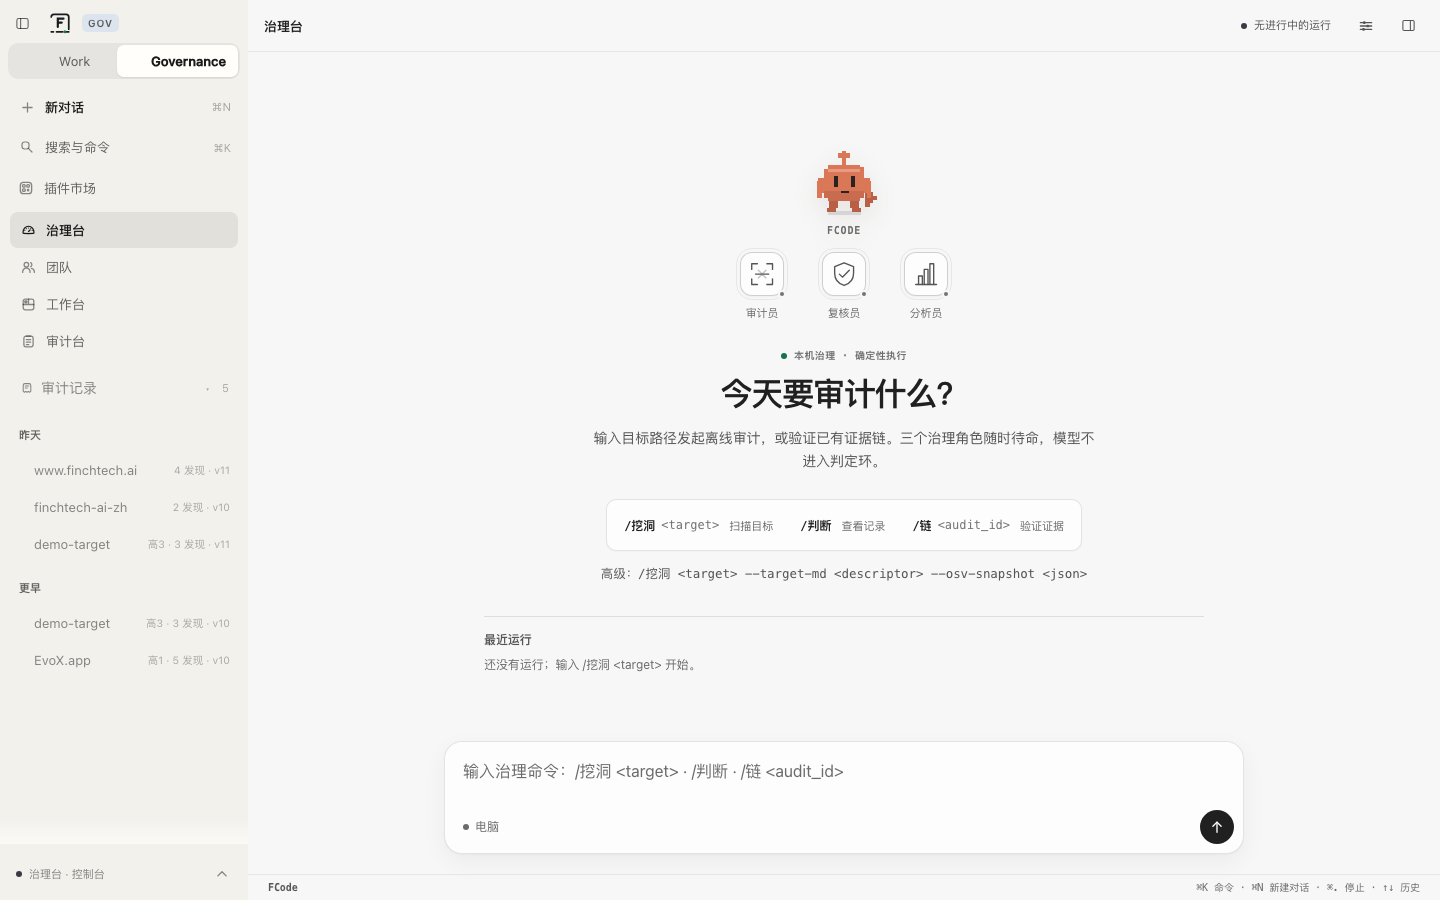 F GOV
Work Governance
新对话 ⌘N
搜索与命令 ⌘K
插件市场
治理台
团队
工作台
审计台
审计记录 · 5
昨天
www.finchtech.ai 4 发现 · v11
finchtech-ai-zh 2 发现 · v10
demo-target 高3 · 3 发现 · v11
更早
demo-target 高3 · 3 发现 · v10
EvoX.app 高1 · 5 发现 · v10
治理台 · 控制台
治理台
无进行中的运行
FCODE
审计员 复核员 分析员
本机治理 · 确定性执行
今天要审计什么?
输入目标路径发起离线审计，或验证已有证据链。三个治理角色随时待命，模型不
进入判定环。
/挖洞 <target> 扫描目标 /判断 查看记录 /链 <audit_id> 验证证据
高级：/挖洞 <target> --target-md <descriptor> --osv-snapshot <json>
最近运行
还没有运行；输入 /挖洞 <target> 开始。
输入治理命令：/挖洞 <target> · /判断 · /链 <audit_id>
电脑
FCode
⌘K 命令 · ⌘N 新建对话 · ⌘. 停止 · ↑↓ 历史